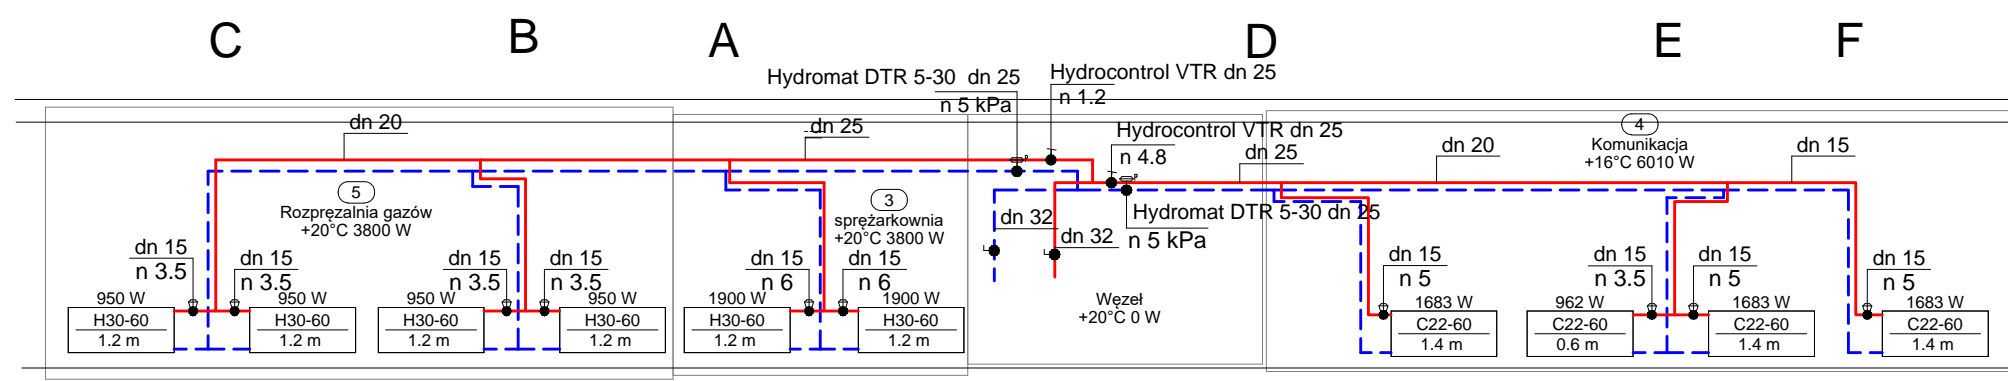 C
B
A
D
E
F
Hydromat DTR 5-30 dn 25
n 5 kPa
Hydrocontrol VTR dn 25
n 1.2
Hydrocontrol VTR dn 25
n 4.8
dn 20
dn 25
dn 25
dn 20
dn 15
4
Komunikacja
+16°C 6010 W
5
Rozprężalnia gazów
+20°C 3800 W
3
sprężarkownia
+20°C 3800 W
dn 32
dn 32
Hydromat DTR 5-30 dn 25
n 5 kPa
Węzeł
+20°C 0 W
dn 15
n 3.5
dn 15
n 3.5
dn 15
n 3.5
dn 15
n 3.5
dn 15
n 6
dn 15
n 6
dn 15
n 5
dn 15
n 3.5
dn 15
n 5
dn 15
n 5
950 W
H30-60
1.2 m
950 W
H30-60
1.2 m
950 W
H30-60
1.2 m
950 W
H30-60
1.2 m
1900 W
H30-60
1.2 m
1900 W
H30-60
1.2 m
1683 W
C22-60
1.4 m
962 W
C22-60
0.6 m
1683 W
C22-60
1.4 m
1683 W
C22-60
1.4 m